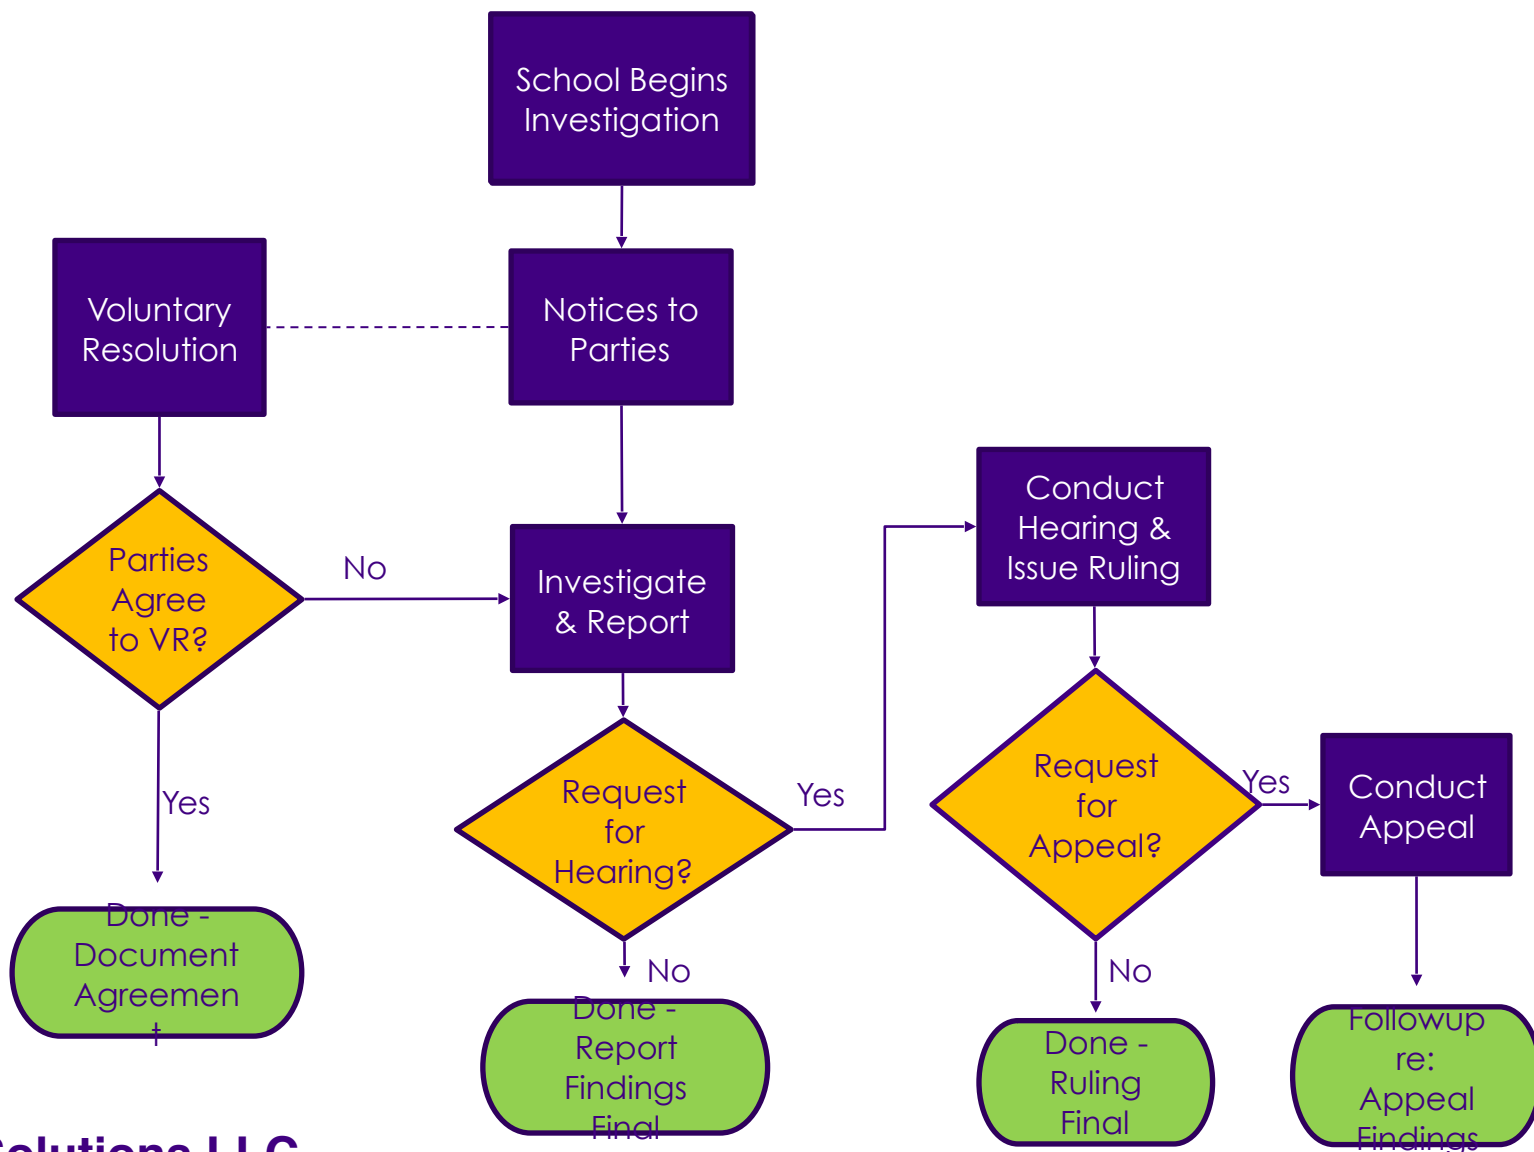 School Begins
Investigation
Voluntary
Resolution
Notices to
Parties
Conduct
Hearing &
Issue Ruling
Parties
Agree
to VR?
No
Investigate
& Report
Request
for
Hearing?
Yes
Request
for
Appeal?
Yes
Conduct
Appeal
Yes
Done -
Document
Agreemen
t
No
Done -
Report
Findings
Final
No
Done -
Ruling
Final
Followup
re:
Appeal
Findings
Solutions LLC